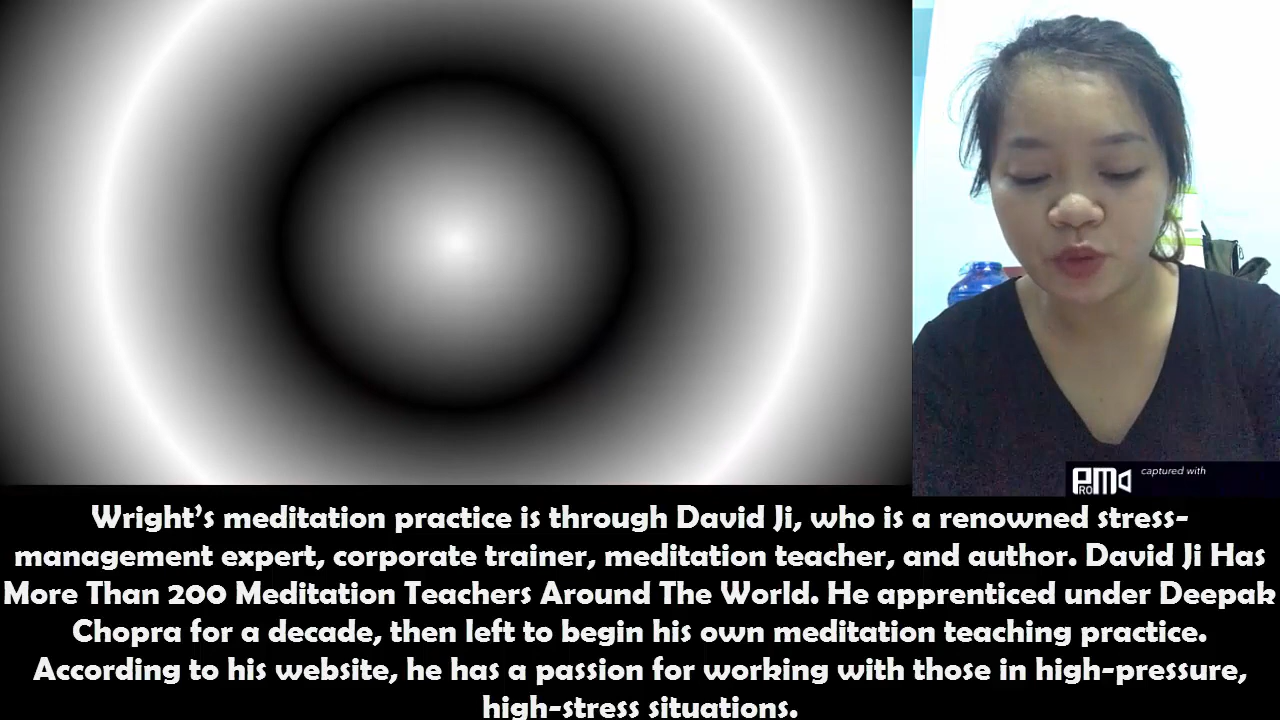 captured with
PROM
Wright’s meditation practice is through David Ji, who is a renowned stress-
management expert, corporate trainer, meditation teacher, and author. David Ji Has
More Than 200 Meditation Teachers Around The World. He apprenticed under Deepak
Chopra for a decade, then left to begin his own meditation teaching practice.
According to his website, he has a passion for working with those in high-pressure,
high-stress situations.